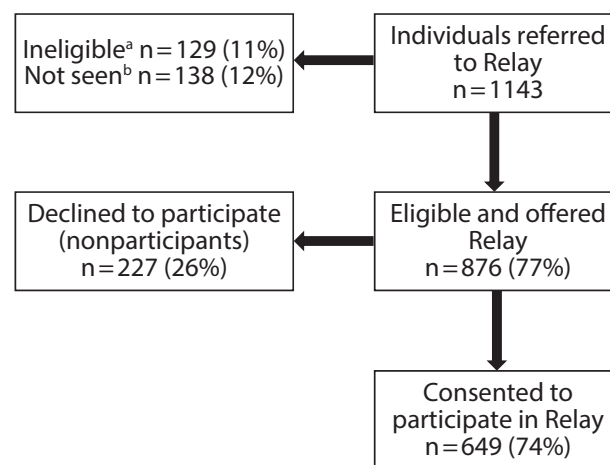 Individuals referred
to Relay
n=1143
Ineligibleᵃ n=129 (11%)
Not seenᵇ n=138 (12%)
Eligible and offered
Relay
n=876 (77%)
Declined to participate
(nonparticipants)
n=227 (26%)
Consented to
participate in Relay
n=649 (74%)